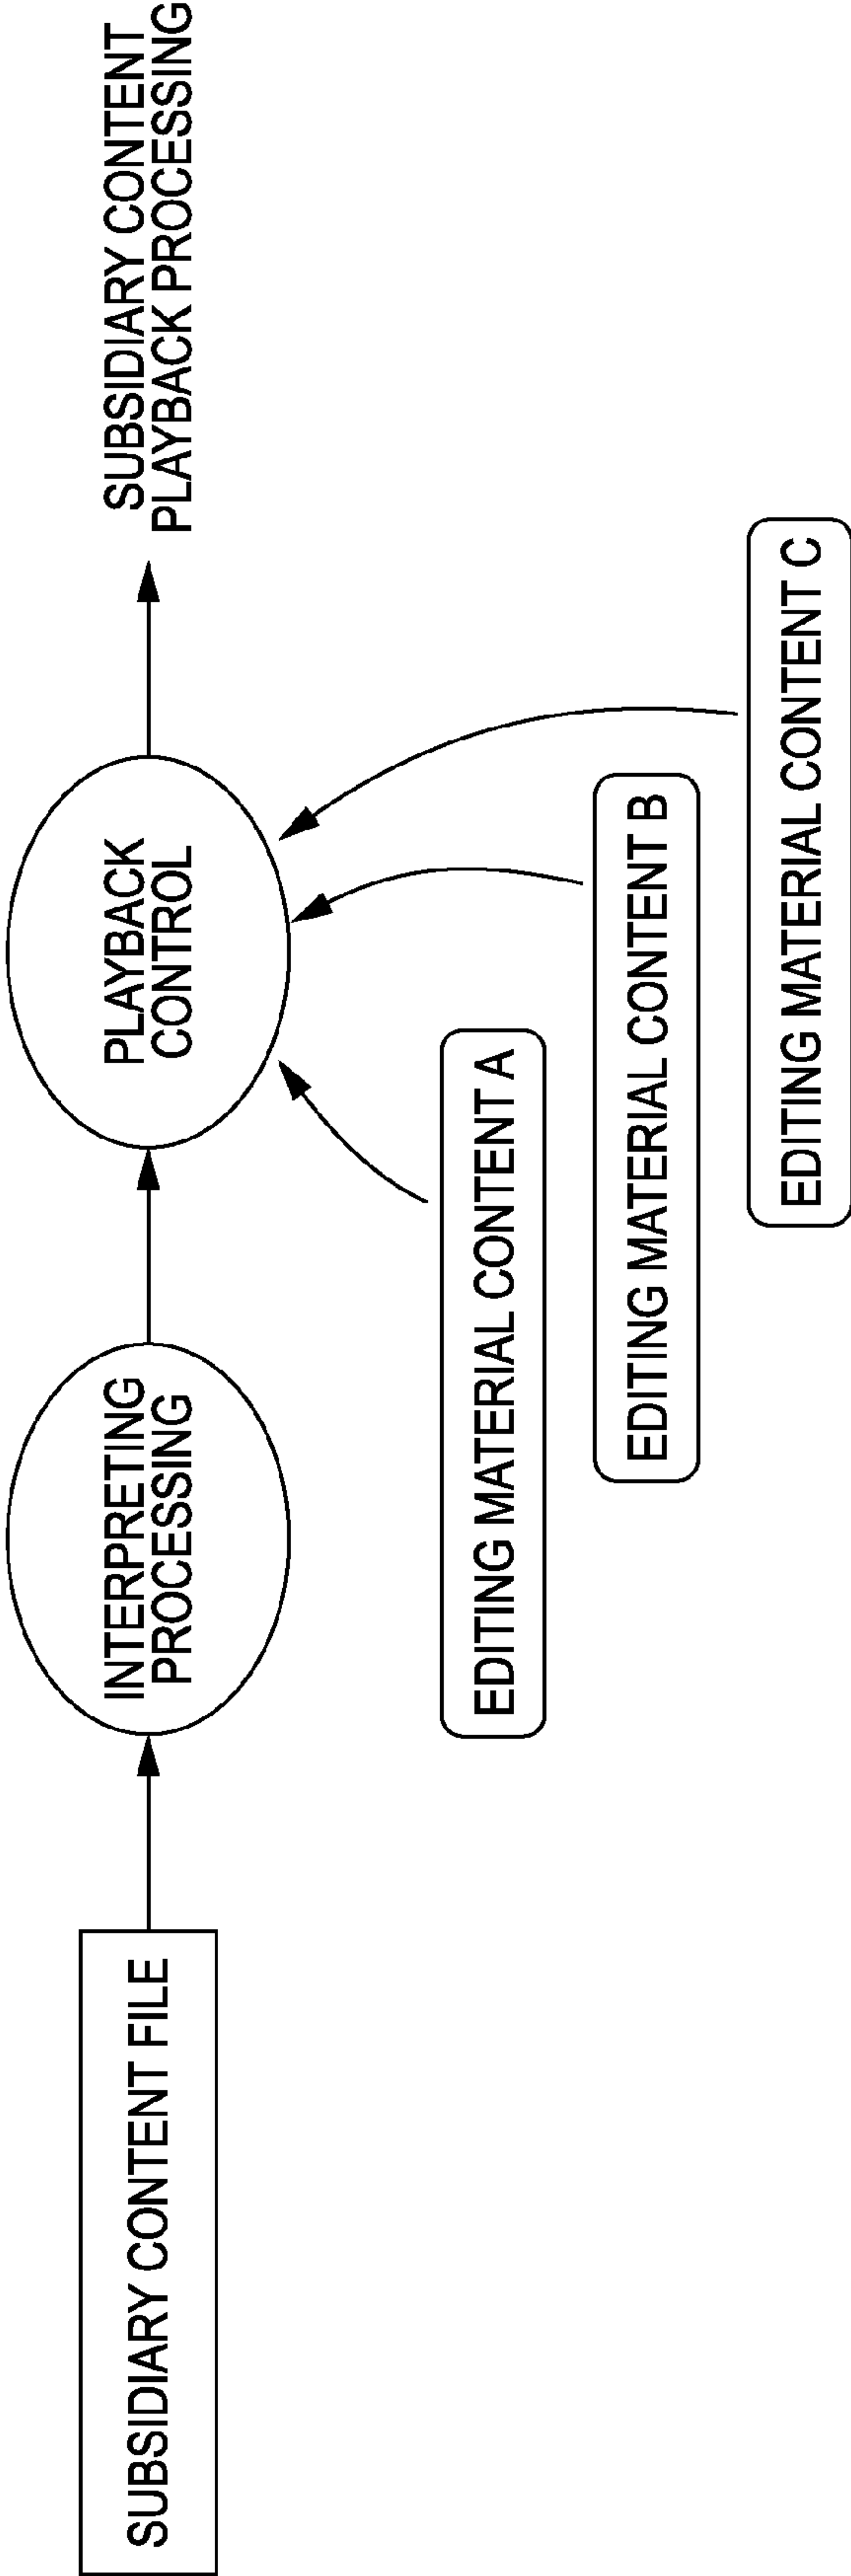 SUBSIDIARY CONTENT FILE
INTERPRETING
PROCESSING
PLAYBACK
CONTROL
SUBSIDIARY CONTENT
PLAYBACK PROCESSING
EDITING MATERIAL CONTENT A
EDITING MATERIAL CONTENT B
EDITING MATERIAL CONTENT C